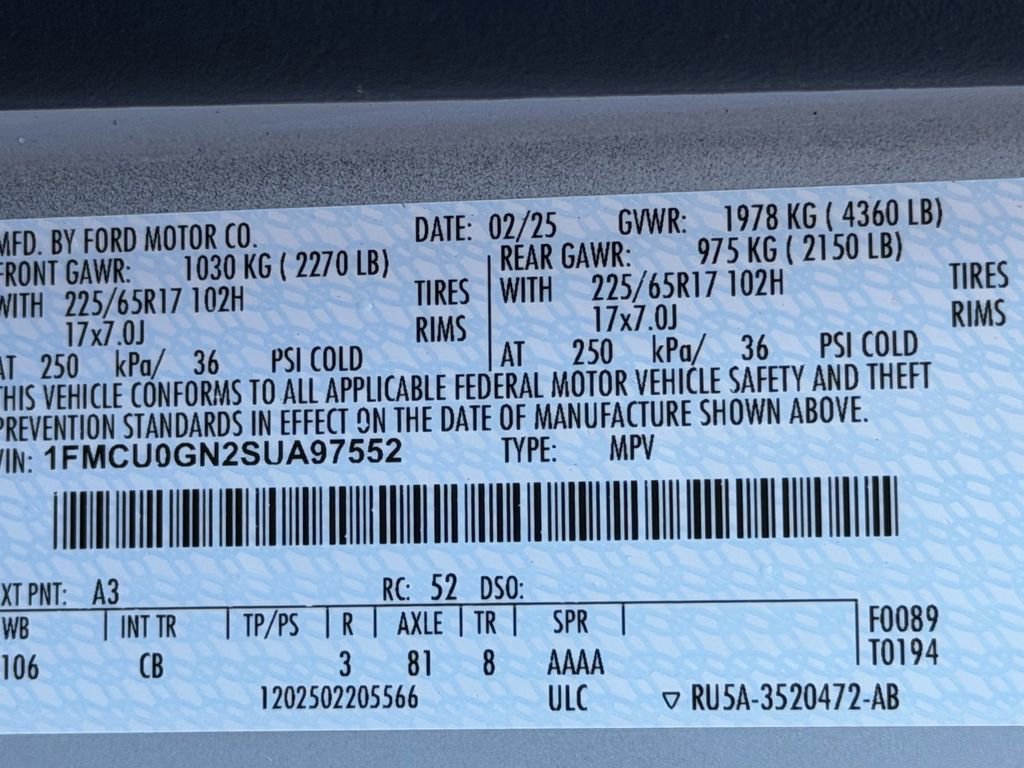 MFD. BY FORD MOTOR CO. DATE: 02/25 GVWR: 1978 KG ( 4360 LB)
FRONT GAWR: 1030 KG ( 2270 LB) REAR GAWR: 975 KG ( 2150 LB)
WITH 225/65R17 102H TIRES WITH 225/65R17 102H TIRES
17x7.0J RIMS 17x7.0J RIMS
AT 250 kPa/ 36 PSI COLD AT 250 kPa/ 36 PSI COLD
THIS VEHICLE CONFORMS TO ALL APPLICABLE FEDERAL MOTOR VEHICLE SAFETY AND THEFT
PREVENTION STANDARDS IN EFFECT ON THE DATE OF MANUFACTURE SHOWN ABOVE.
VIN: 1FMCU0GN2SUA97552 TYPE: MPV
XT PNT: A3 RC: 52 DSO:
WB INT TR TP/PS R AXLE TR SPR F0089
106 CB 3 81 8 AAAA T0194
1202502205566 ULC ▽ RU5A-3520472-AB